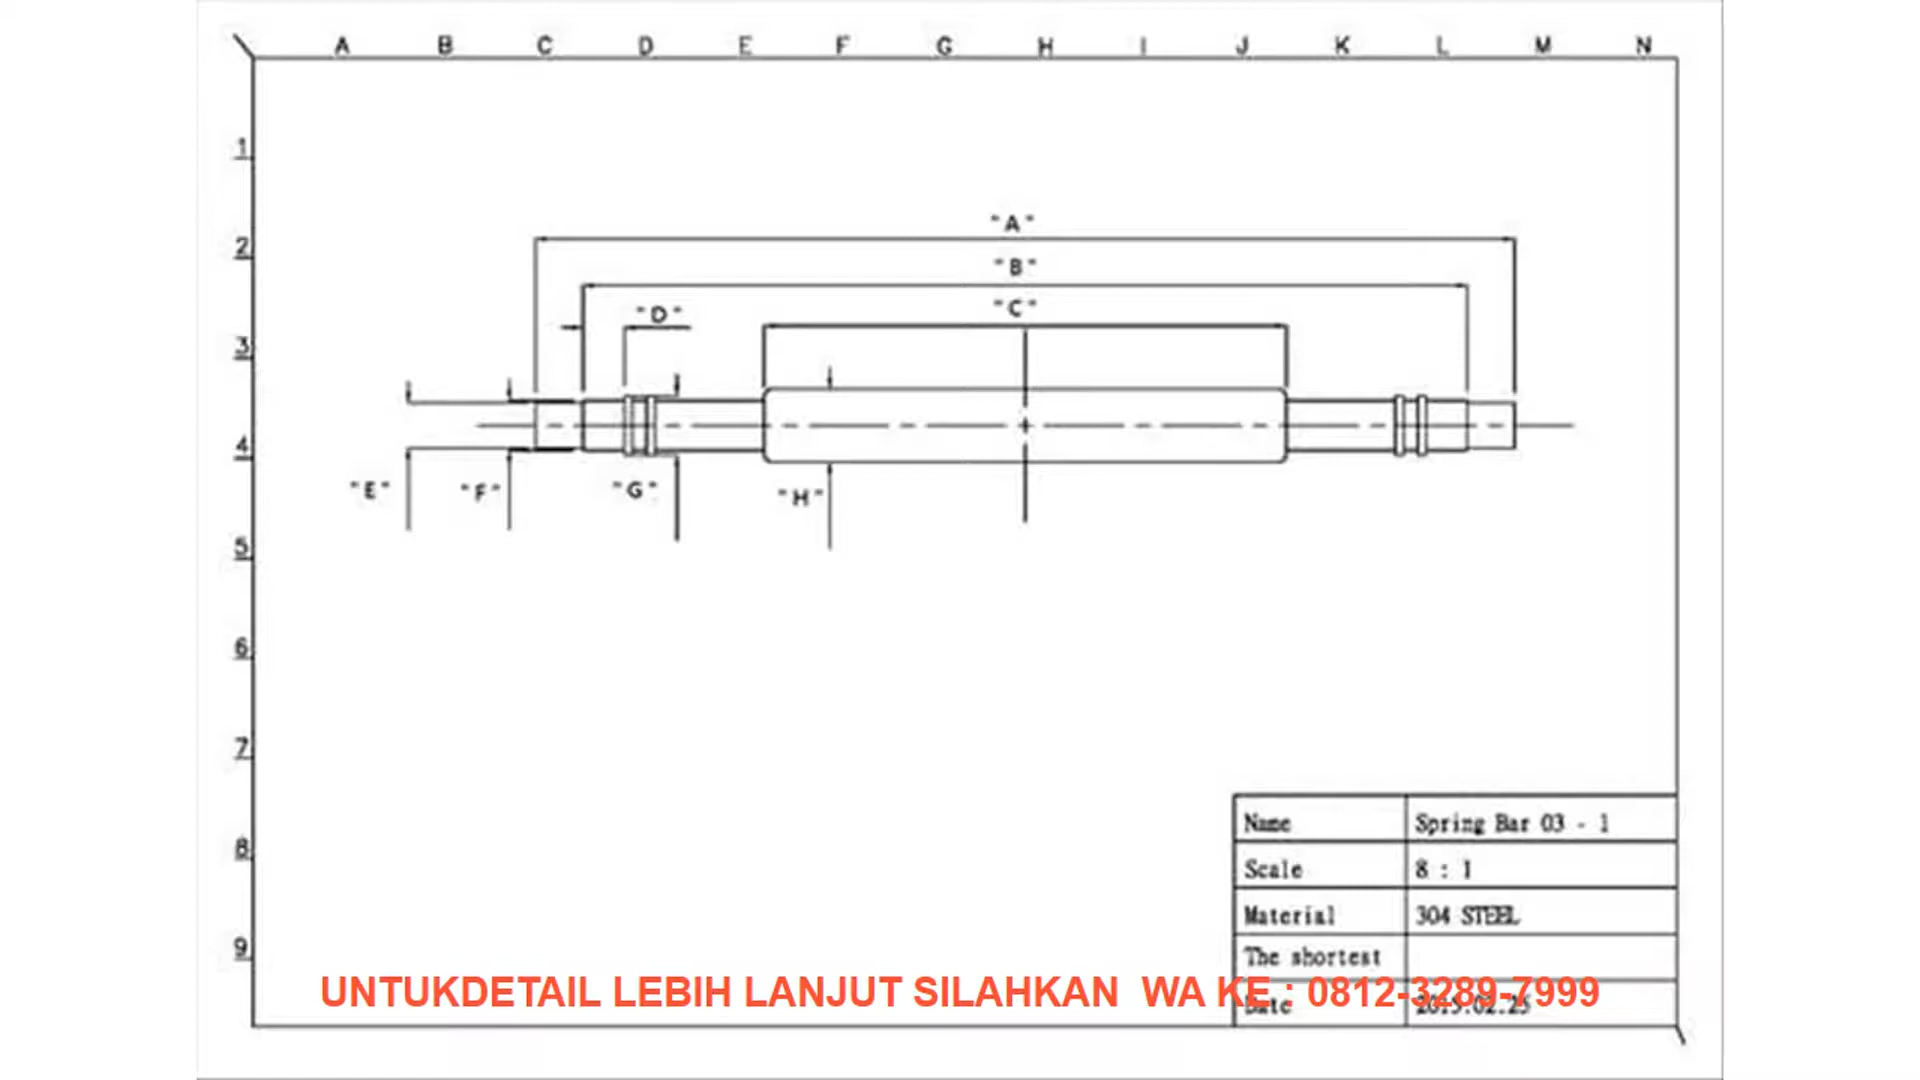 A B C D E F G H I J K L M N
1
2
3
4
5
6
7
8
9
"A"
"B"
"C"
"D"
"E"
"F"
"G"
"H"
Name Spring Bar 03 - 1
Scale 8 : 1
Material 304 STEEL
The shortest
UNTUKDETAIL LEBIH LANJUT SILAHKAN WA KE : 0812-3289-7999
Date